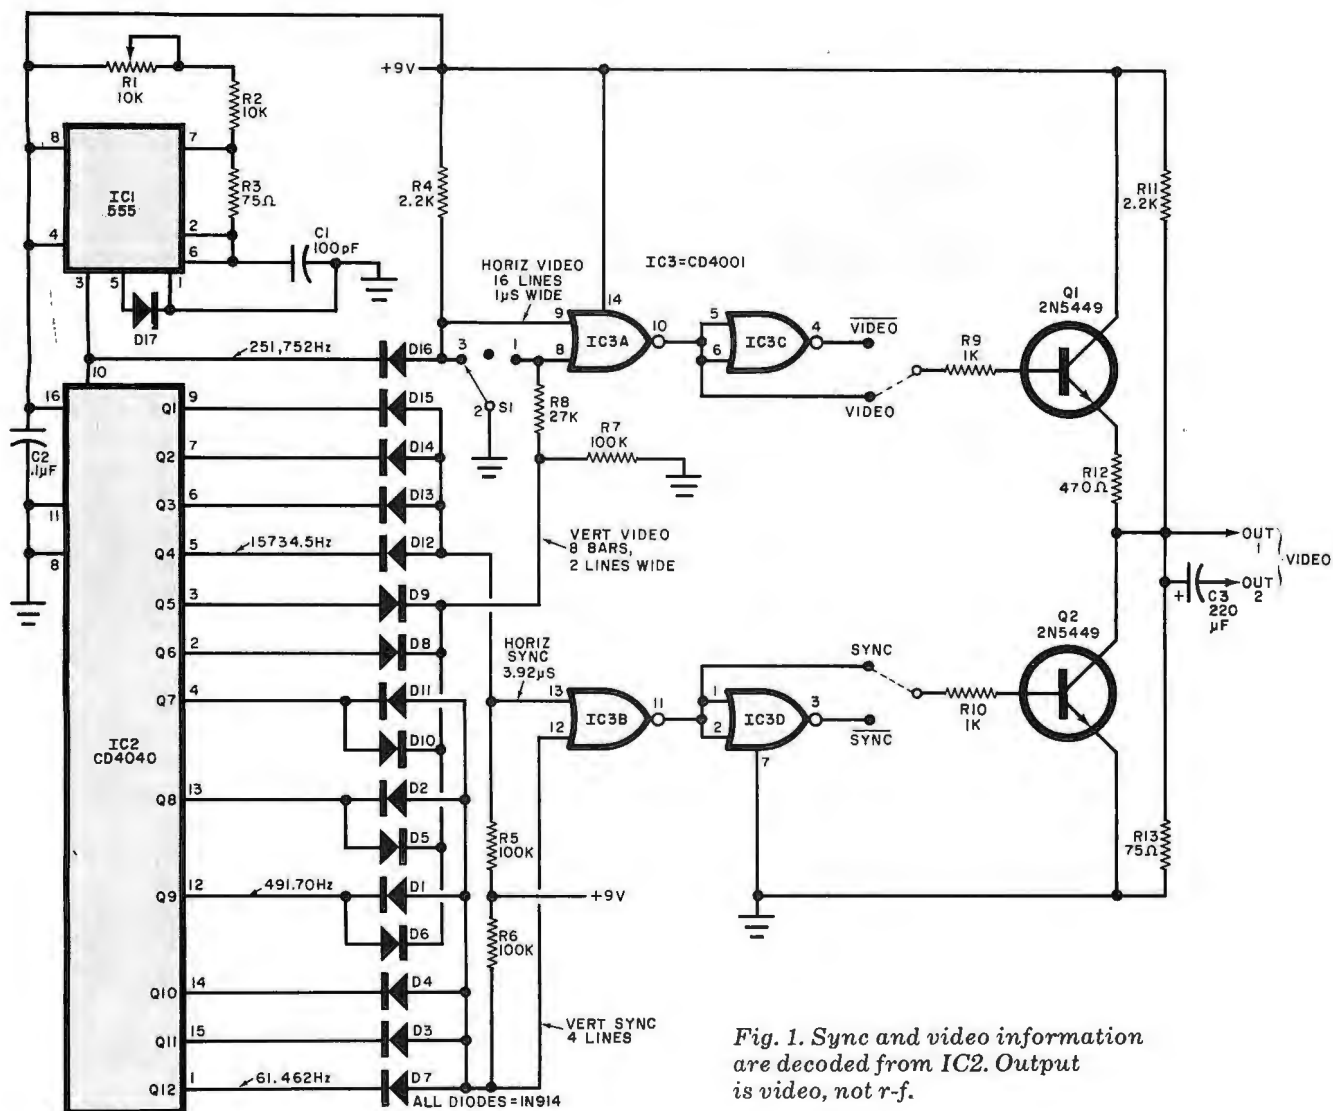 +9V
R1
10K
R2
10K
8
7
IC1
555
R3
75Ω
2
4
6
C1
100pF
3
5
1
D17
R4
2.2K
HORIZ VIDEO
16 LINES
1µS WIDE
IC3=CD4001
14
9
8
IC3A
10
5
6
IC3C
4
VIDEO
VIDEO
R9
1K
Q1
2N5449
R11
2.2K
251,752Hz
D16
3
1
2
S1
R8
27K
R7
100K
R12
470Ω
10
16
Q1
9
D15
C2
.1µF
Q2
7
D14
Q3
6
D13
11
Q4
5
15734.5Hz
D12
8
VERT VIDEO
8 BARS,
2 LINES WIDE
OUT
1
VIDEO
OUT
2
+
C3
220
µF
Q5
3
D9
Q6
2
D8
HORIZ
SYNC
3.92µS
Q2
2N5449
SYNC
Q7
4
D11
13
12
IC3B
11
1
2
IC3D
3
SYNC
7
R10
1K
IC2
CD4040
D10
Q8
13
D2
D5
R5
100K
R13
75Ω
Q9
12
491.70Hz
D1
+9V
D6
R6
100K
Q10
14
D4
Q11
15
D3
VERT SYNC
4 LINES
Q12
1
61.462Hz
D7
ALL DIODES=IN914
Fig. 1. Sync and video information
are decoded from IC2. Output
is video, not r-f.